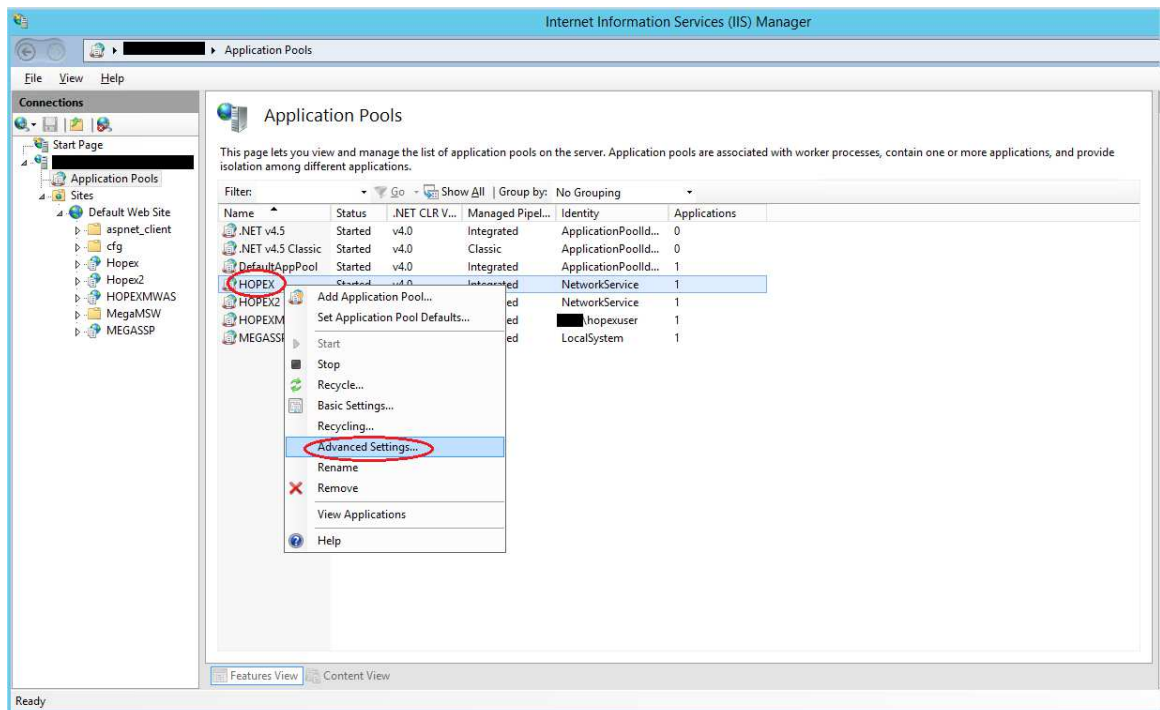 Internet Information Services (IIS) Manager
Application Pools
File View Help
Connections
Start Page
Application Pools
Sites
Default Web Site
aspnet_client
cfg
Hopex
Hopex2
HOPEXMWAS
MegaMSW
MEGASSP
Application Pools
This page lets you view and manage the list of application pools on the server. Application pools are associated with worker processes, contain one or more applications, and provide
isolation among different applications.
Filter: Go Show All Group by: No Grouping
Name Status .NET CLR V... Managed Pipel... Identity Applications
.NET v4.5 Started v4.0 Integrated ApplicationPoolId... 0
.NET v4.5 Classic Started v4.0 Classic ApplicationPoolId... 0
DefaultAppPool Started v4.0 Integrated ApplicationPoolId... 1
HOPEX Started v4.0 Integrated NetworkService 1
HOPEX2 ed NetworkService 1
HOPEXM ed \hopexuser 1
MEGASSP ed LocalSystem 1
Add Application Pool...
Set Application Pool Defaults...
Start
Stop
Recycle...
Basic Settings...
Recycling...
Advanced Settings...
Rename
Remove
View Applications
Help
Features View Content View
Ready